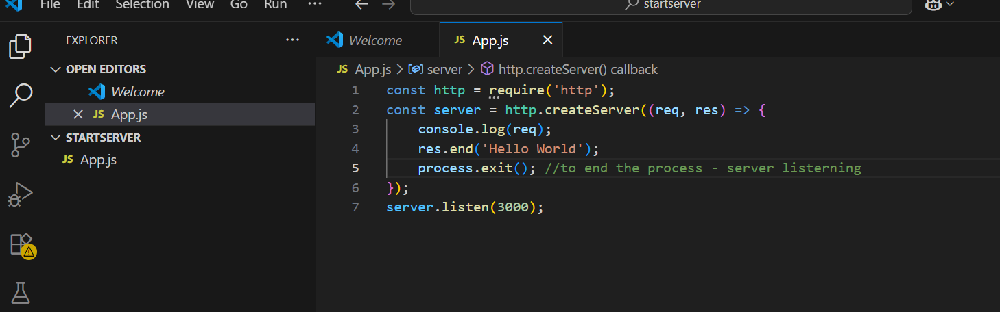 File Edit Selection View Go Run ···
startserver
EXPLORER ···
OPEN EDITORS
Welcome
JS App.js
STARTSERVER
JS App.js
Welcome
JS App.js
JS App.js > server > http.createServer() callback
1 const http = require('http');
2 const server = http.createServer((req, res) => {
3 console.log(req);
4 res.end('Hello World');
5 process.exit(); //to end the process - server listerning
6 });
7 server.listen(3000);